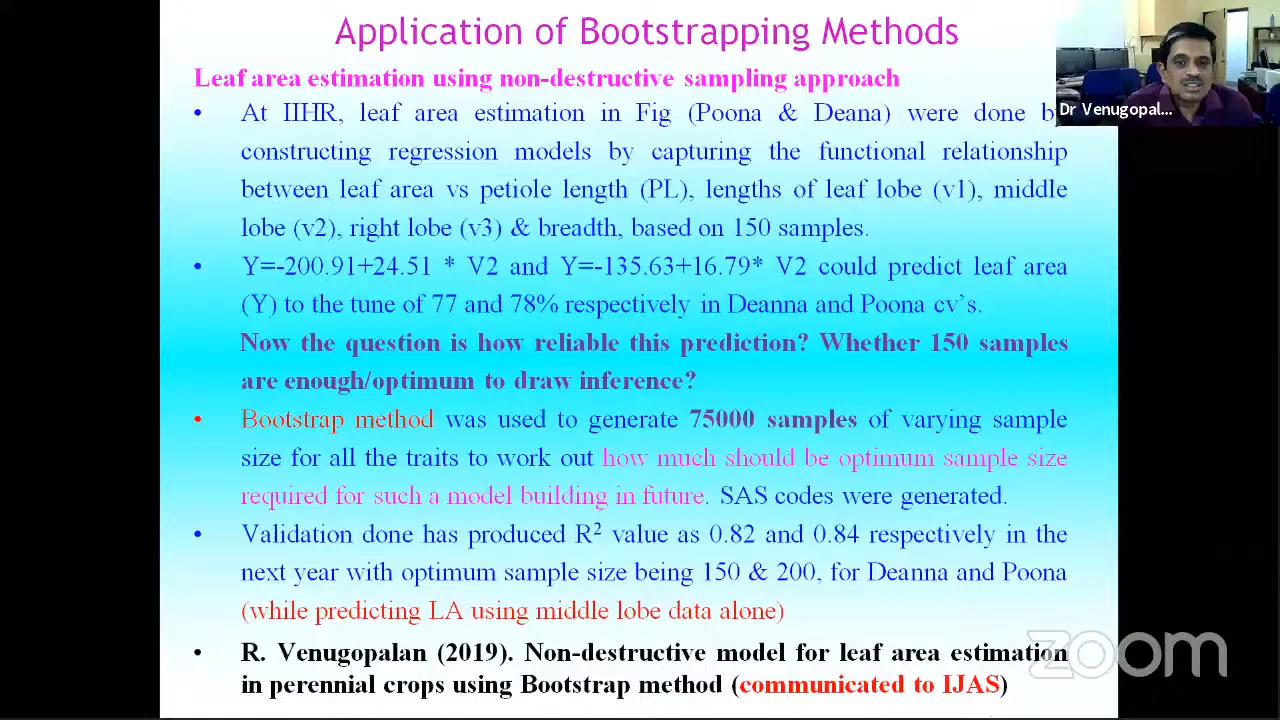 Application of Bootstrapping Methods
Leaf area estimation using non-destructive sampling approach
• At IIHR, leaf area estimation in Fig (Poona & Deana) were done
constructing regression models by capturing the functional relationship
between leaf area vs petiole length (PL), lengths of leaf lobe (v1), middle
lobe (v2), right lobe (v3) & breadth, based on 150 samples.
• Y=-200.91+24.51 * V2 and Y=-135.63+16.79* V2 could predict leaf area
(Y) to the tune of 77 and 78% respectively in Deanna and Poona cv's.
Now the question is how reliable this prediction? Whether 150 samples
are enough/optimum to draw inference?
• Bootstrap method was used to generate 75000 samples of varying sample
size for all the traits to work out how much should be optimum sample size
required for such a model building in future. SAS codes were generated.
• Validation done has produced R² value as 0.82 and 0.84 respectively in the
next year with optimum sample size being 150 & 200, for Deanna and Poona
(while predicting LA using middle lobe data alone)
• R. Venugopalan (2019). Non-destructive model for leaf area estimation
in perennial crops using Bootstrap method (communicated to IJAS)
Dr Venugopal...
zoom